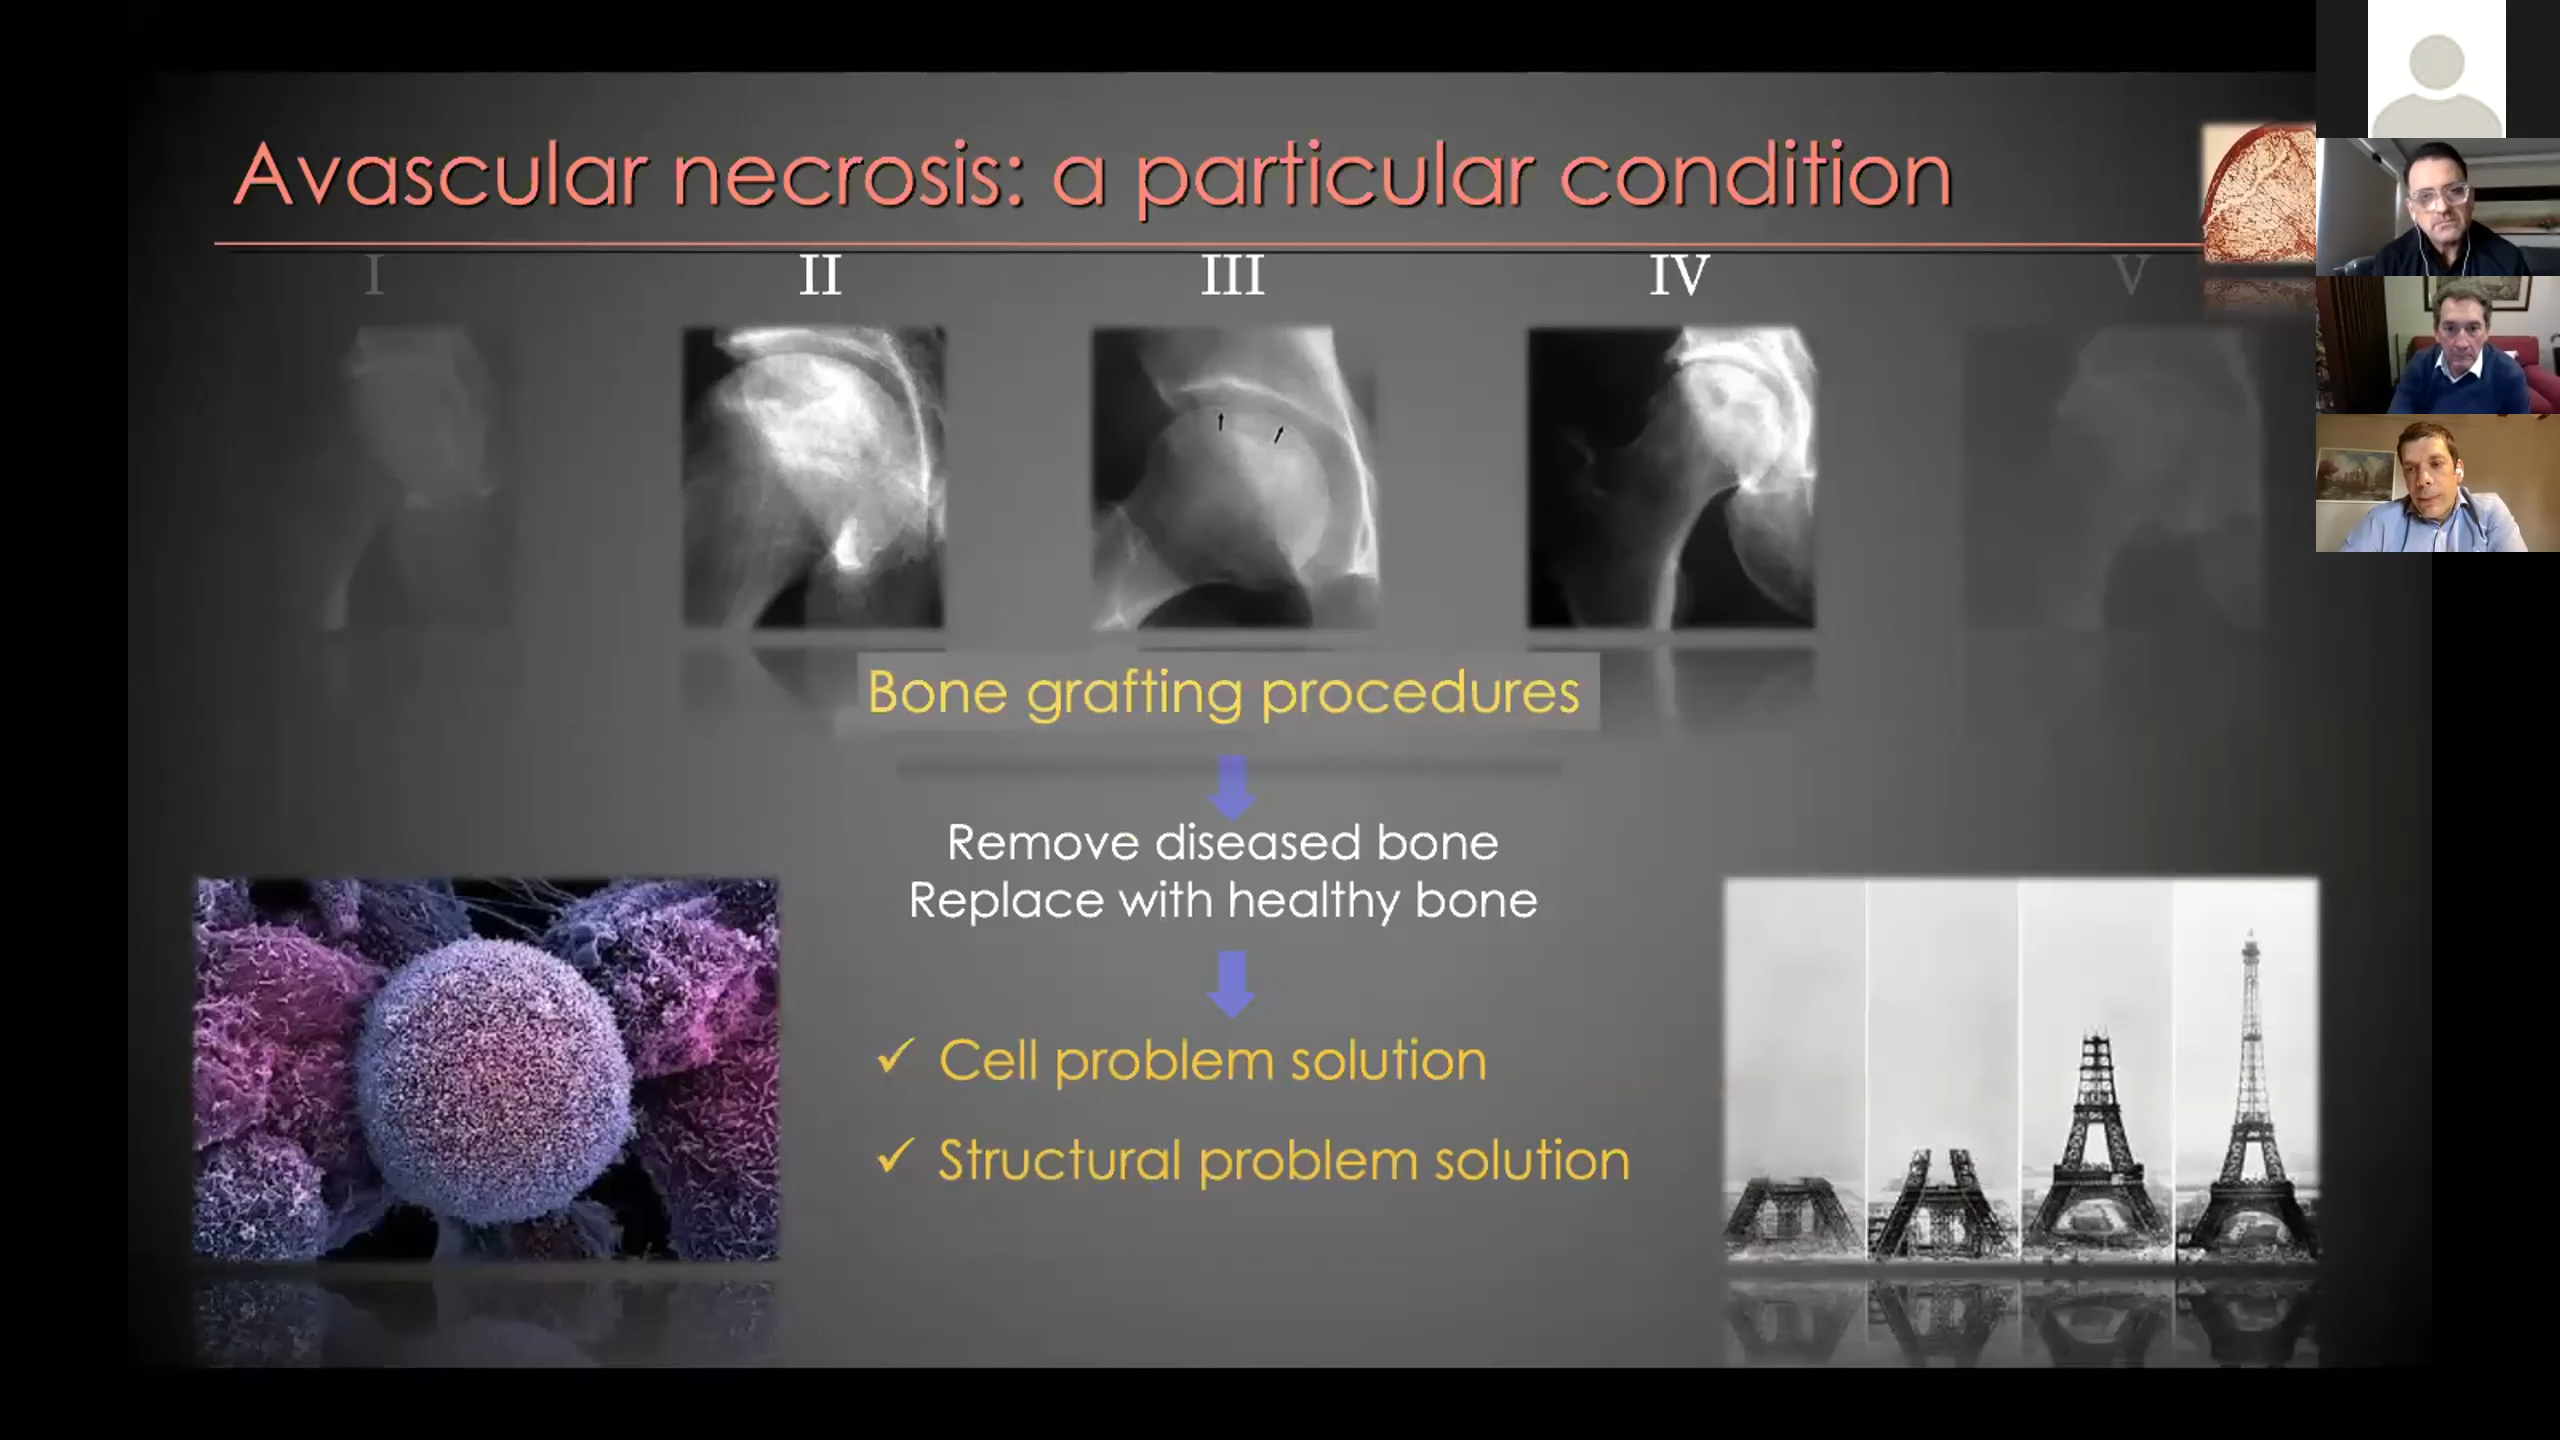 Avascular necrosis: a particular condition
I II III IV V
Bone grafting procedures
Remove diseased bone
Replace with healthy bone
✓ Cell problem solution
✓ Structural problem solution